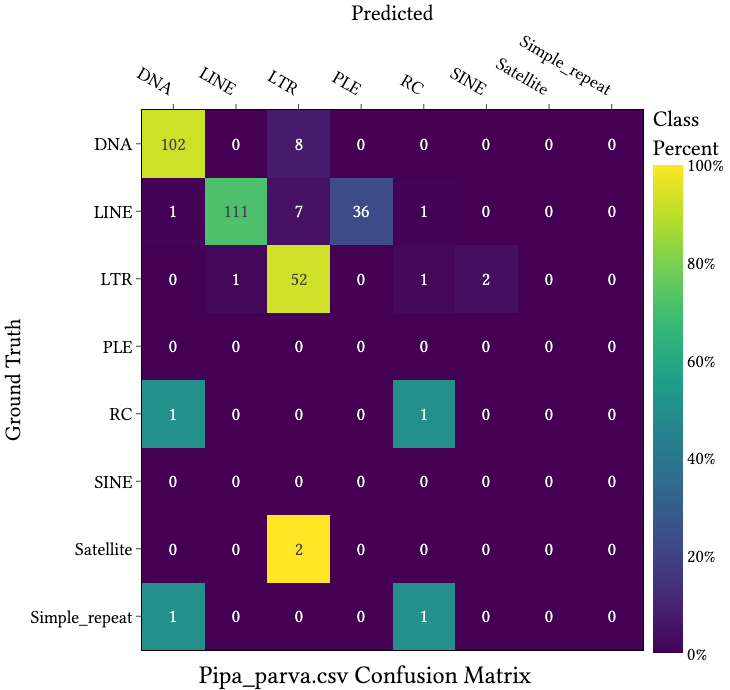 Predicted
DNA LINE LTR PLE RC SINE Satellite Simple_repeat
Class
Percent
DNA 102 0 8 0 0 0 0 0
100%
LINE 1 111 7 36 1 0 0 0
80%
LTR 0 1 52 0 1 2 0 0
PLE 0 0 0 0 0 0 0 0
60%
RC 1 0 0 0 1 0 0 0
40%
SINE 0 0 0 0 0 0 0 0
Satellite 0 0 2 0 0 0 0 0
20%
Simple_repeat 1 0 0 0 1 0 0 0
0%
Ground Truth
Pipa_parva.csv Confusion Matrix